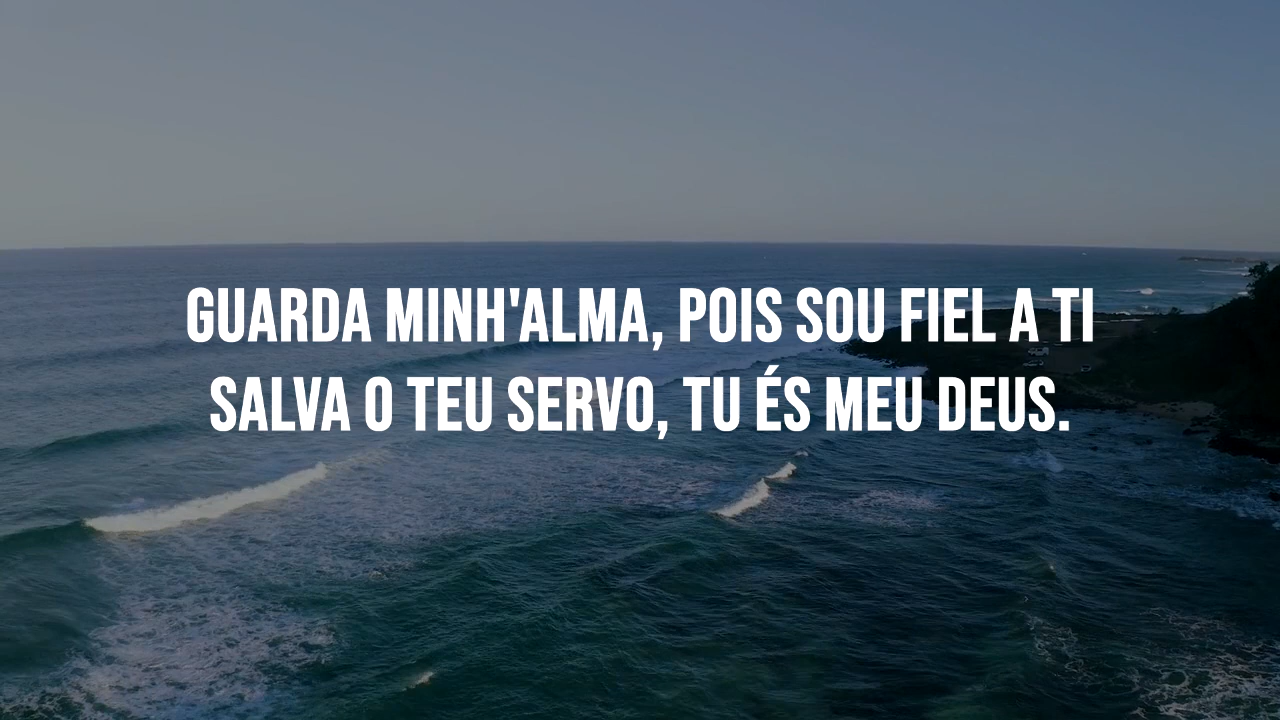 GUARDA MINH'ALMA, POIS SOU FIEL A TI
SALVA O TEU SERVO, TU ÉS MEU DEUS.